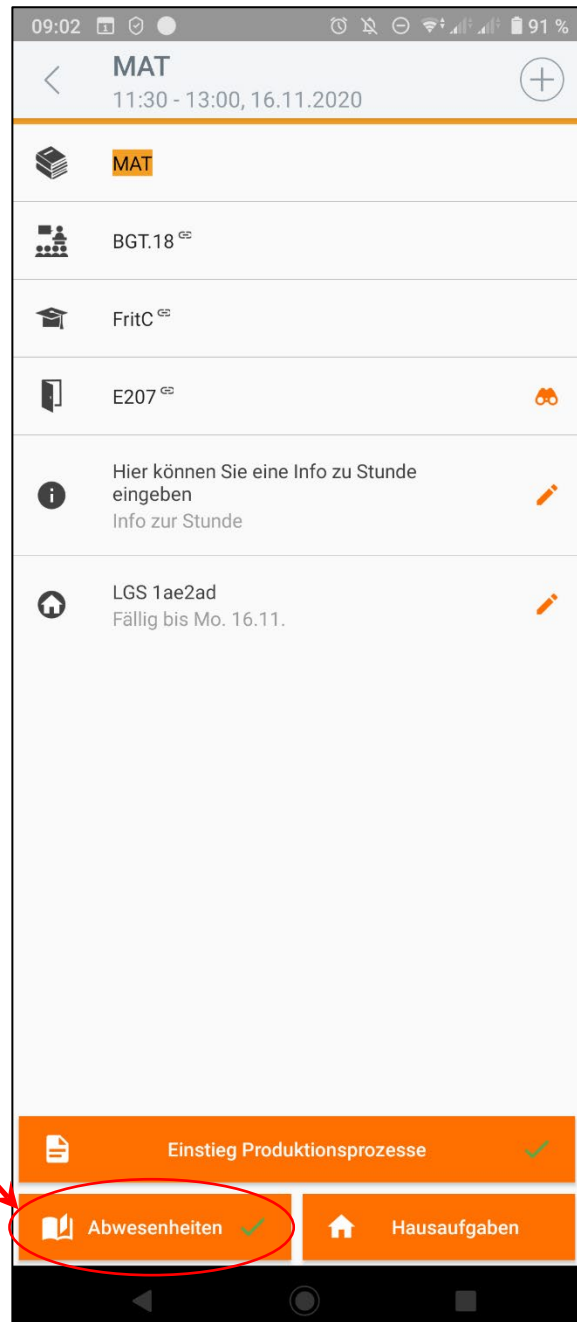 09:02 1 91 %
MAT
11:30 - 13:00, 16.11.2020
MAT
BGT.18
FritC
E207
Hier können Sie eine Info zu Stunde
eingeben
Info zur Stunde
LGS 1ae2ad
Fällig bis Mo. 16.11.
Einstieg Produktionsprozesse
Abwesenheiten
Hausaufgaben